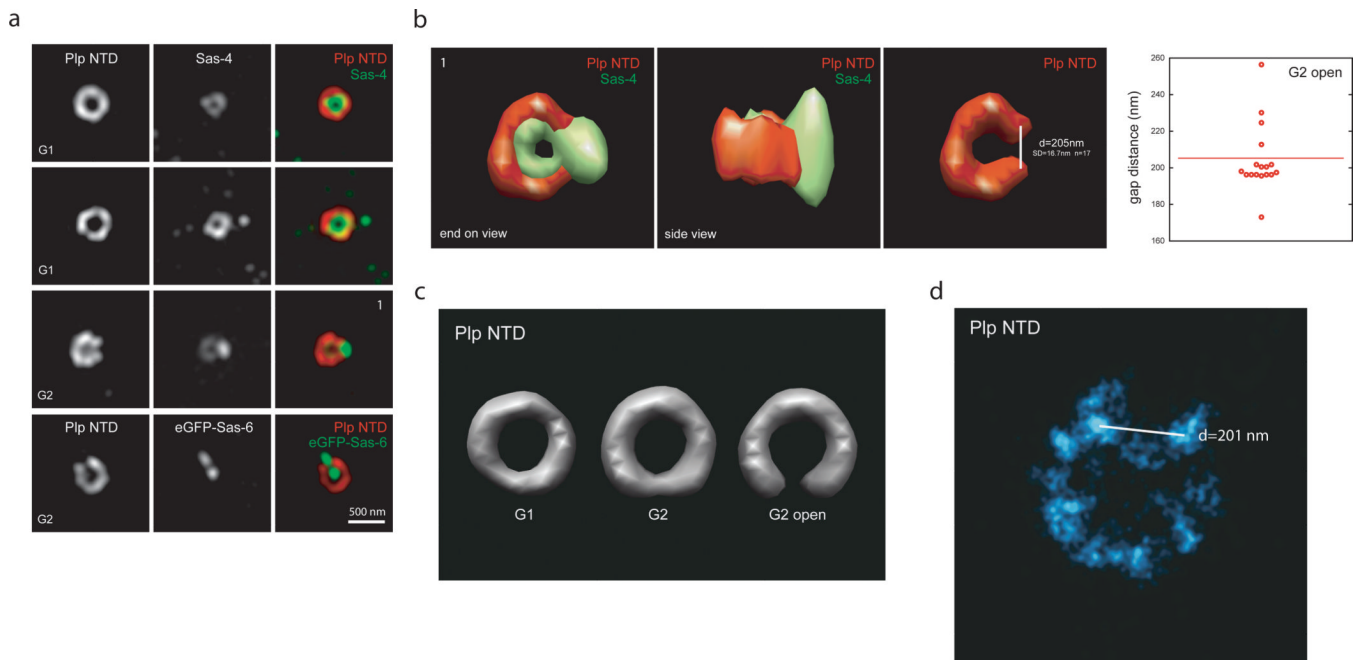 a
Plp NTD
Sas-4
Plp NTD
Sas-4
G1
G1
1
G2
Plp NTD
eGFP-Sas-6
Plp NTD
eGFP-Sas-6
G2
500 nm
b
1
Plp NTD
Sas-4
end on view
Plp NTD
Sas-4
side view
Plp NTD
d=205nm
SD=16.7nm n=17
gap distance (nm)
260
240
220
200
180
160
G2 open
c
Plp NTD
G1
G2
G2 open
d
Plp NTD
d=201 nm